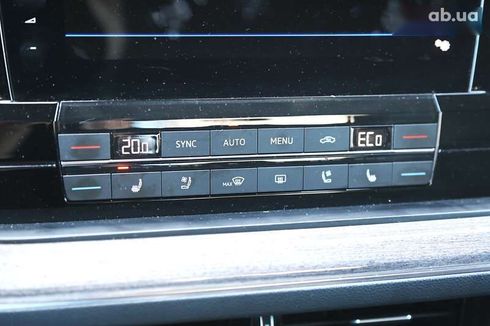 ab.ua
20.0 SYNC AUTO MENU ECO
MAX